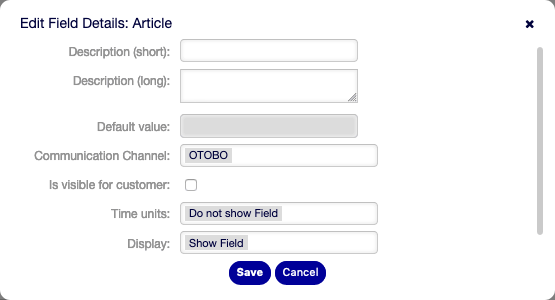 Edit Field Details: Article
Description (short):
Description (long):
Default value:
Communication Channel: OTOBO
Is visible for customer:
Time units: Do not show Field
Display: Show Field
Save Cancel